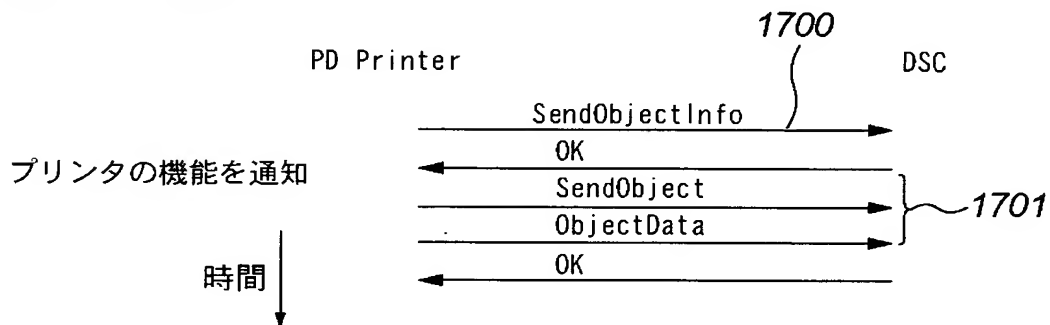 1700
PD Printer
DSC
SendObjectInfo
OK
プリンタの機能を通知
SendObject
1701
ObjectData
時間
OK